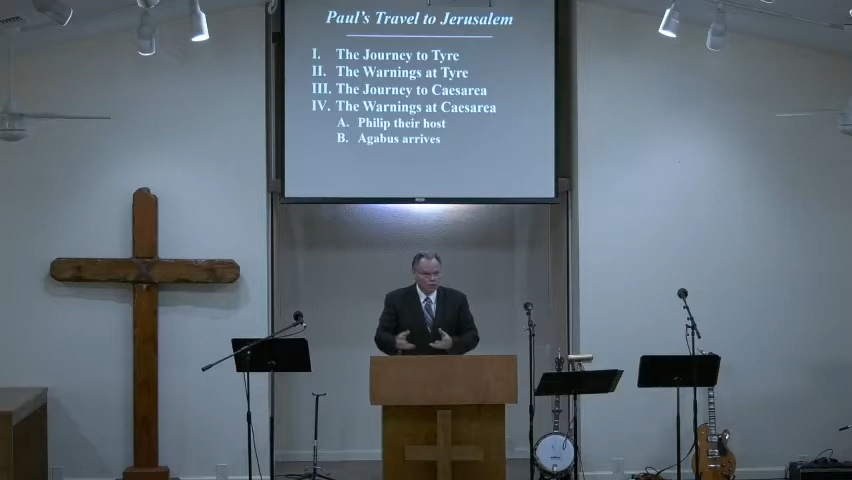 Paul's Travel to Jerusalem
I. The Journey to Tyre
II. The Warnings at Tyre
III. The Journey to Caesarea
IV. The Warnings at Caesarea
A. Philip their host
B. Agabus arrives